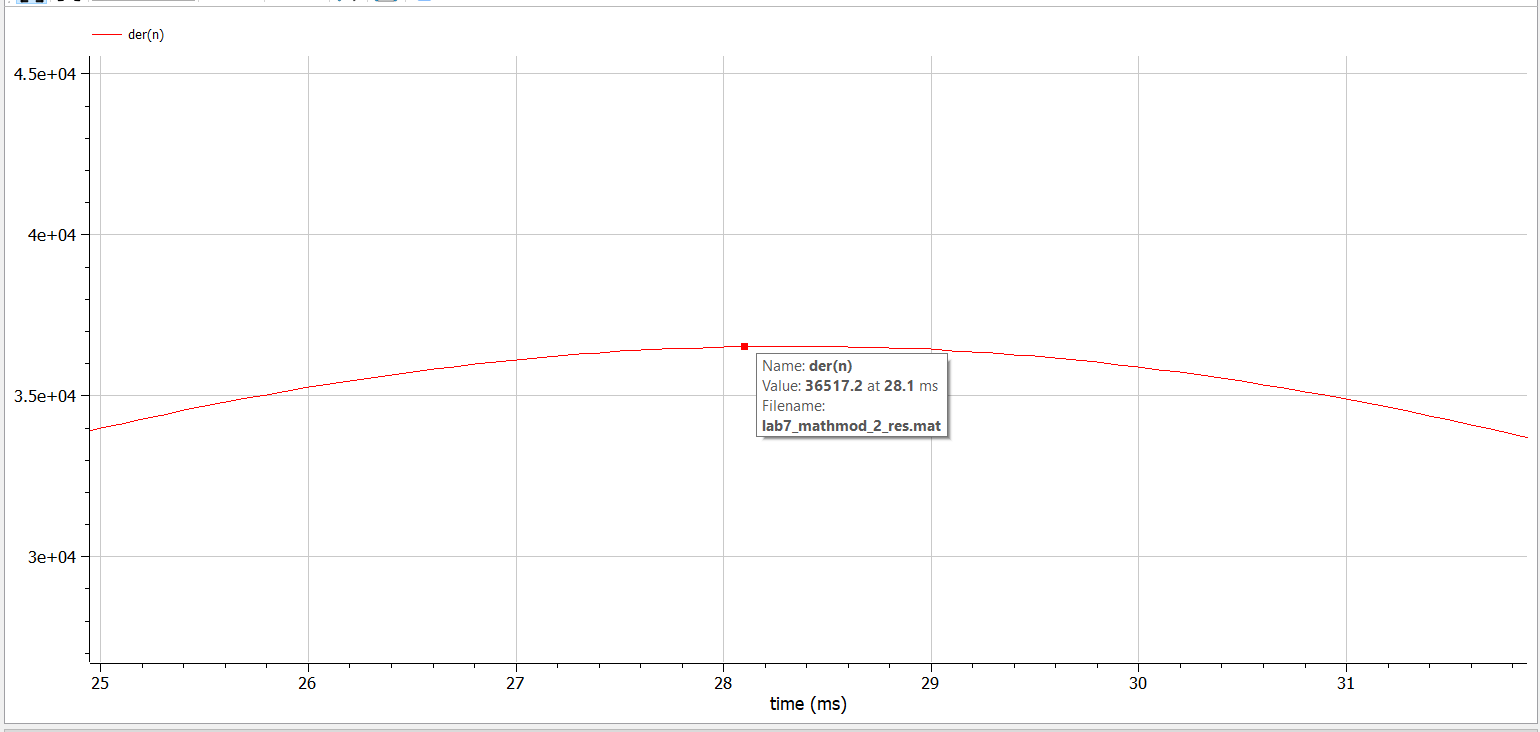 der(n)
4.5e+04
4e+04
3.5e+04
3e+04
Name: der(n)
Value: 36517.2 at 28.1 ms
Filename:
lab7_mathmod_2_res.mat
25 26 27 28 29 30 31
time (ms)